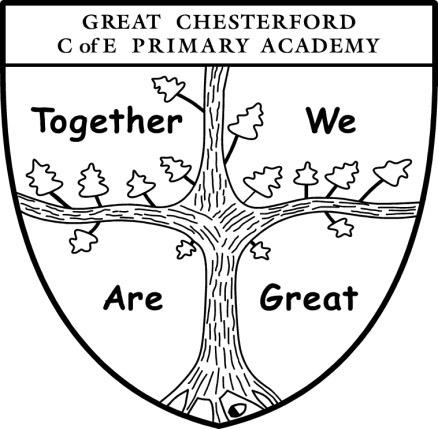 GREAT CHESTERFORD
C of E PRIMARY ACADEMY
Together We
Are Great